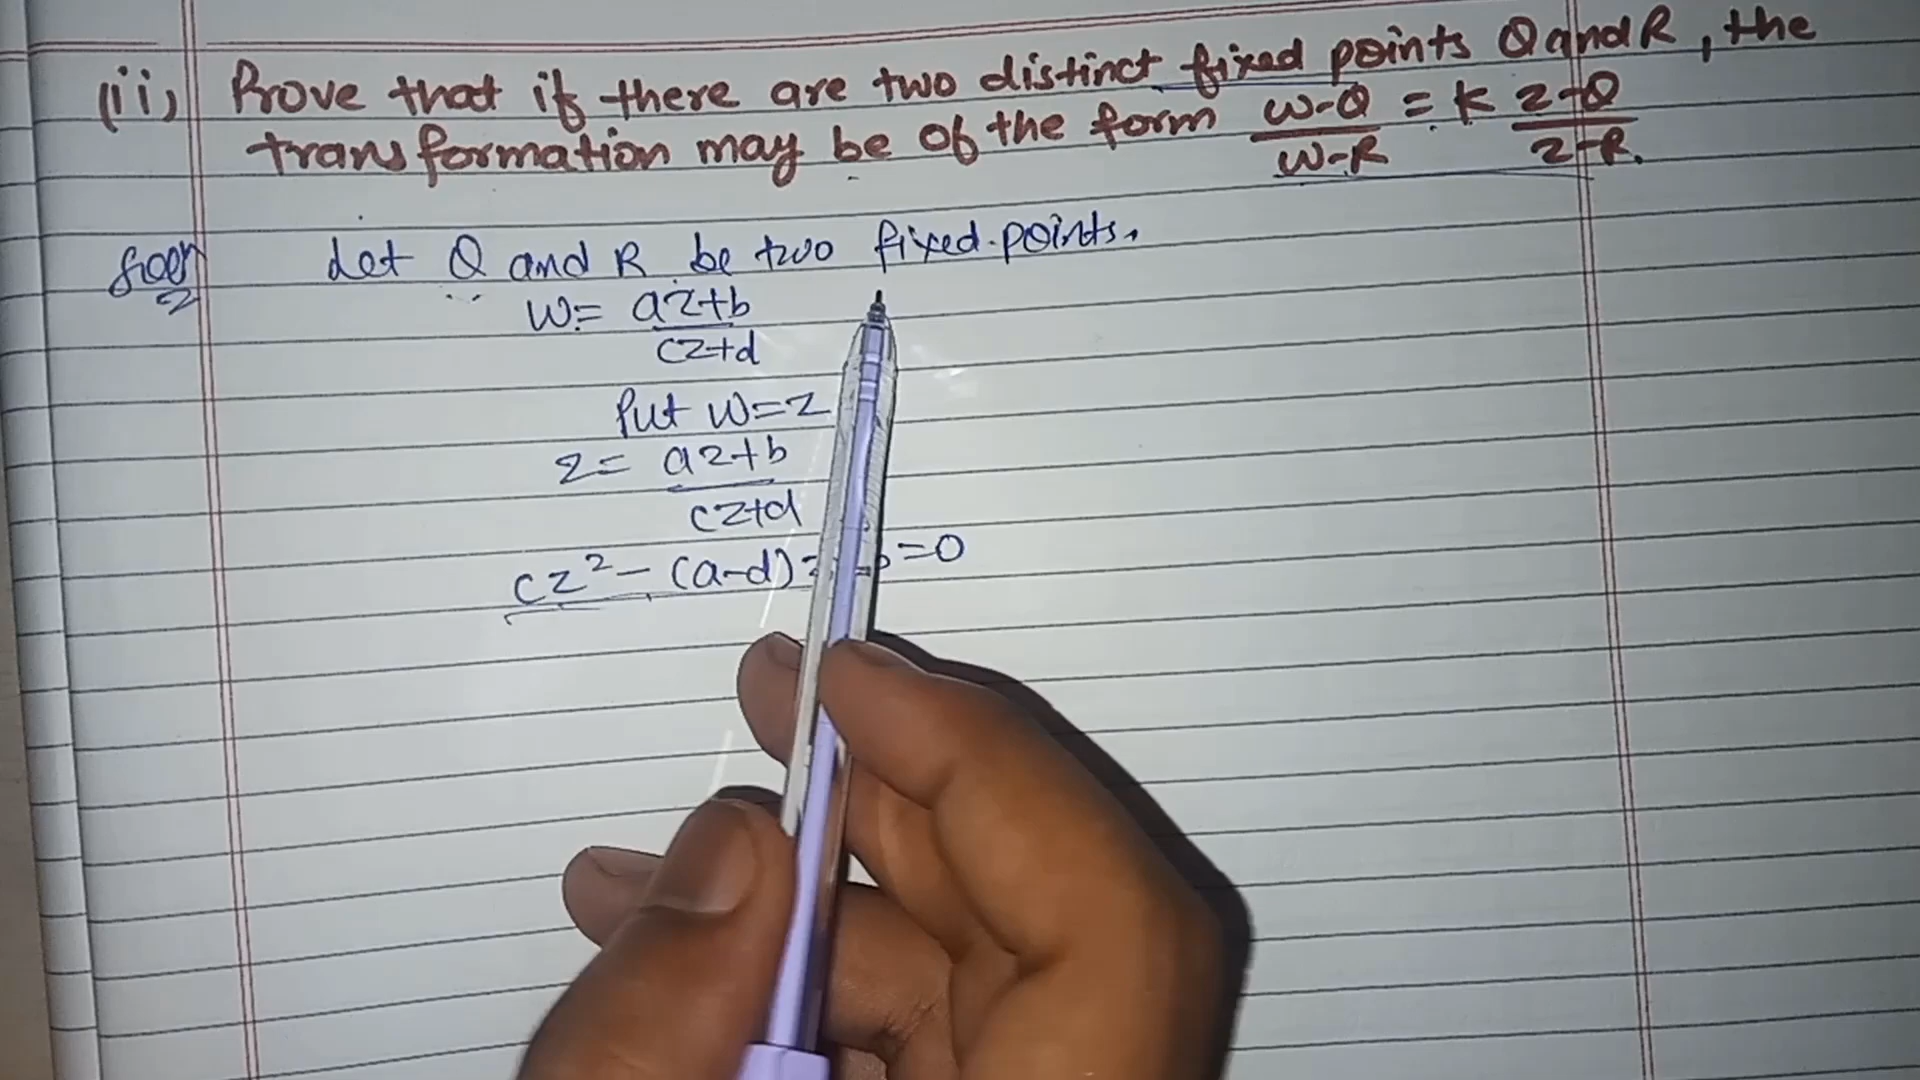 (ii) Prove that if there are two distinct fixed points Q and R, the
transformation may be of the form w-Q/w-R = k z-Q/z-R.
Let Q and R be two fixed points.
w = az+b/cz+d
Put w=z
z = az+b/cz+d
cz² - (a-d)z =0